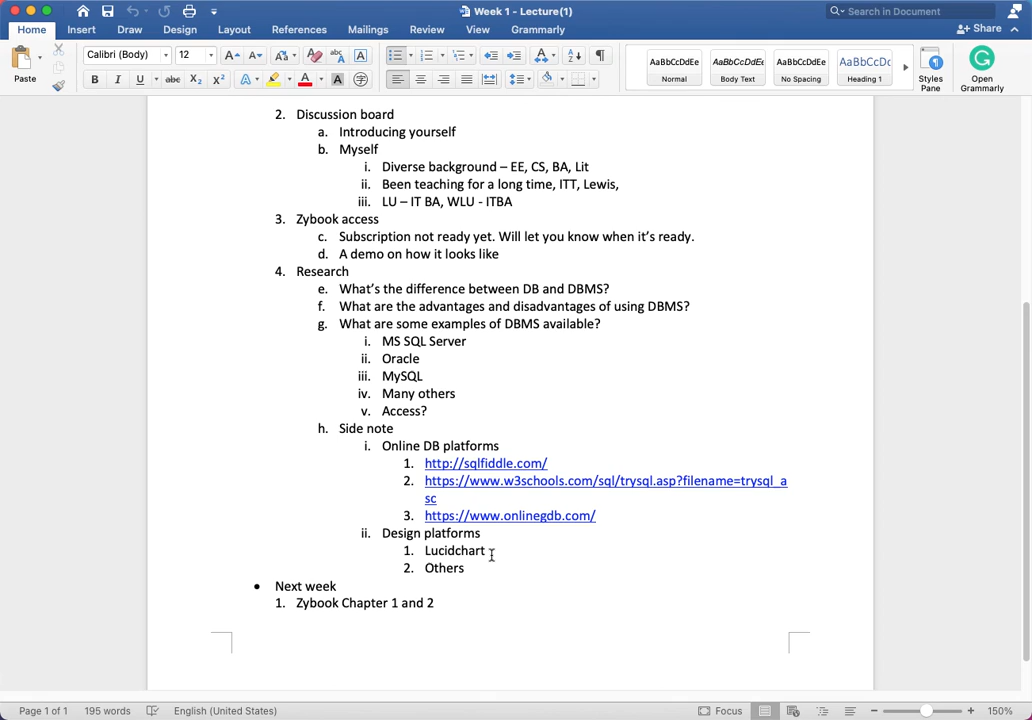 Week 1 - Lecture(1)
Search in Document
Home Insert Draw Design Layout References Mailings Review View Grammarly
Share
Paste
Calibri (Body) 12
AaBbCcDdEe AaBbCcDdEe AaBbCcDdEe AaBbCcDc
Normal Body Text No Spacing Heading 1
Styles Pane
Open Grammarly
2. Discussion board
a. Introducing yourself
b. Myself
i. Diverse background – EE, CS, BA, Lit
ii. Been teaching for a long time, ITT, Lewis,
iii. LU – IT BA, WLU - ITBA
3. Zybook access
c. Subscription not ready yet. Will let you know when it's ready.
d. A demo on how it looks like
4. Research
e. What's the difference between DB and DBMS?
f. What are the advantages and disadvantages of using DBMS?
g. What are some examples of DBMS available?
i. MS SQL Server
ii. Oracle
iii. MySQL
iv. Many others
v. Access?
h. Side note
i. Online DB platforms
1. http://sqlfiddle.com/
2. https://www.w3schools.com/sql/trysql.asp?filename=trysql_a
sc
3. https://www.onlinegdb.com/
ii. Design platforms
1. Lucidchart
2. Others
• Next week
1. Zybook Chapter 1 and 2
Page 1 of 1 195 words English (United States) Focus 150%